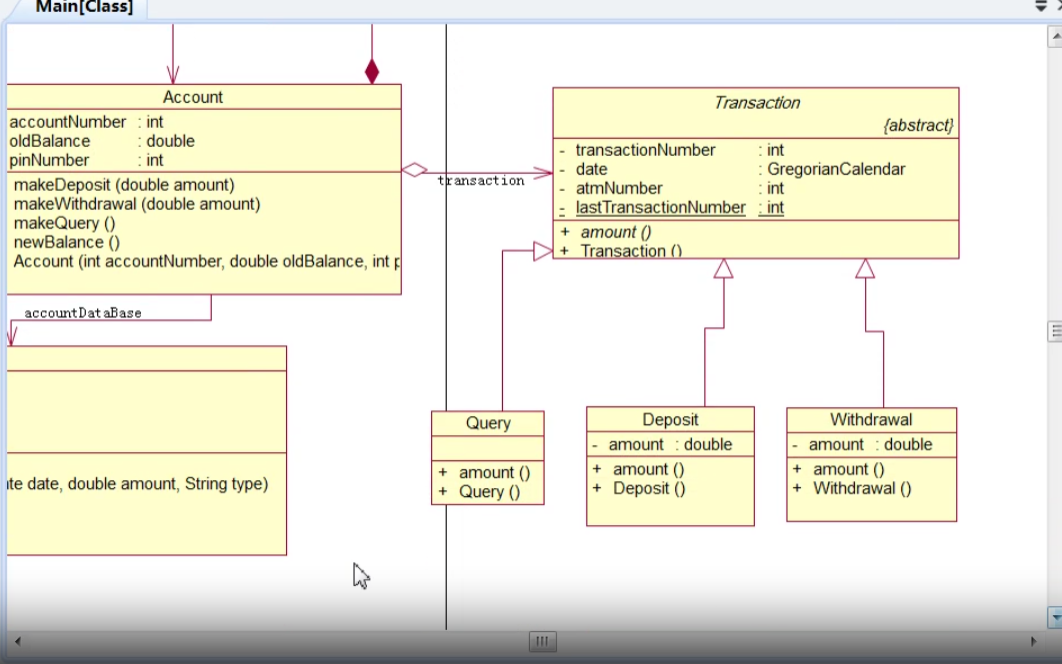 Main[Class]
Account
accountNumber : int
oldBalance : double
pinNumber : int
makeDeposit (double amount)
makeWithdrawal (double amount)
makeQuery ()
newBalance ()
Account (int accountNumber, double oldBalance, int
transaction
Transaction
{abstract}
- transactionNumber : int
- date : GregorianCalendar
- atmNumber : int
- lastTransactionNumber : int
+ amount ()
+ Transaction ()
accountDataBase
date, double amount, String type)
Query
+ amount ()
+ Query ()
Deposit
- amount : double
+ amount ()
+ Deposit ()
Withdrawal
- amount : double
+ amount ()
+ Withdrawal ()